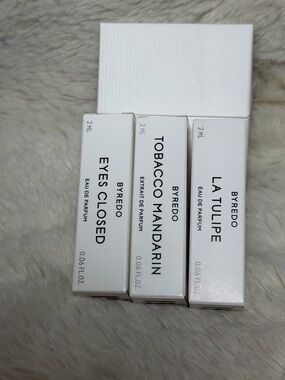 BYREDO
EYES CLOSED
EAU DE PARFUM
2 ML
0.06 FL.OZ
BYREDO
TOBACCO MANDARIN
EXTRAIT DE PARFUM
2 ML
0.06 FL.OZ
BYREDO
LA TULIPE
EAU DE PARFUM
2 ML
0.06 FL.OZ